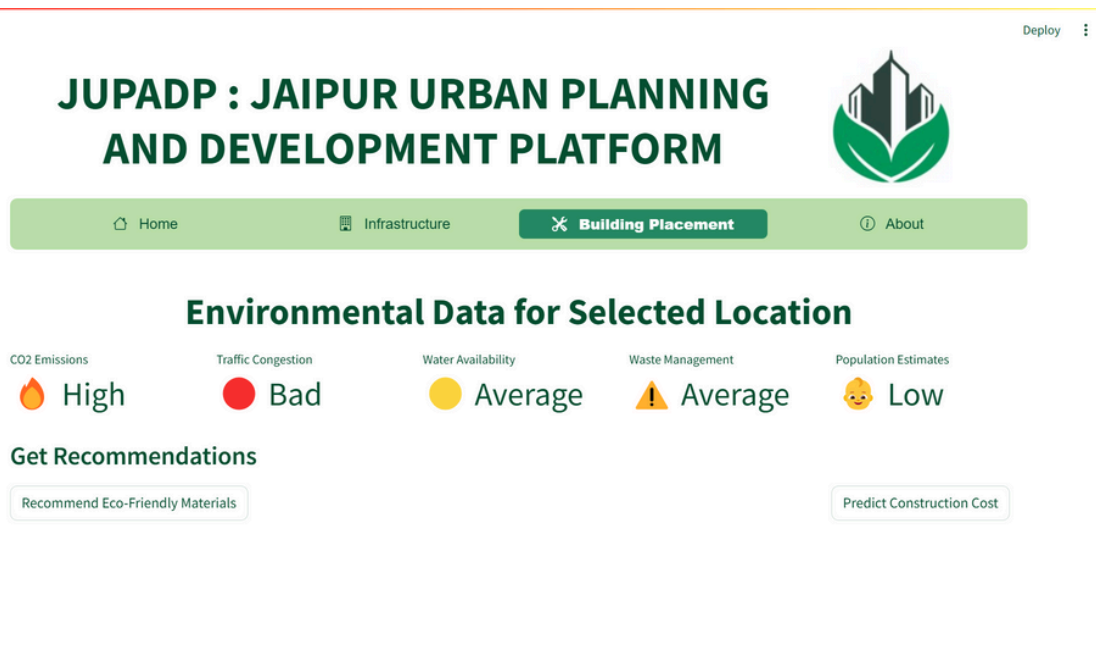 Deploy
JUPADP : JAIPUR URBAN PLANNING
AND DEVELOPMENT PLATFORM
Home
Infrastructure
Building Placement
About
Environmental Data for Selected Location
CO2 Emissions
High
Traffic Congestion
Bad
Water Availability
Average
Waste Management
Average
Population Estimates
Low
Get Recommendations
Recommend Eco-Friendly Materials
Predict Construction Cost